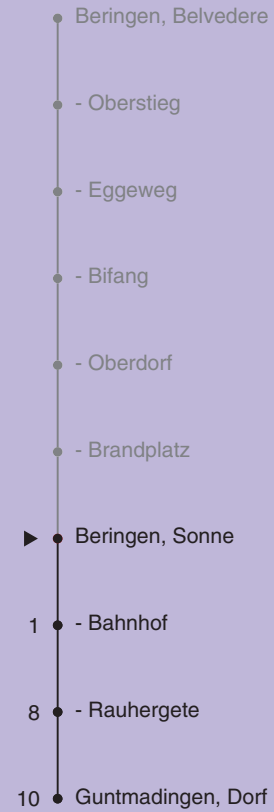 Beringen, Belvedere
- Oberstieg
- Eggeweg
- Bifang
- Oberdorf
- Brandplatz
Beringen, Sonne
1 - Bahnhof
8 - Rauhergete
10 Guntmadingen, Dorf